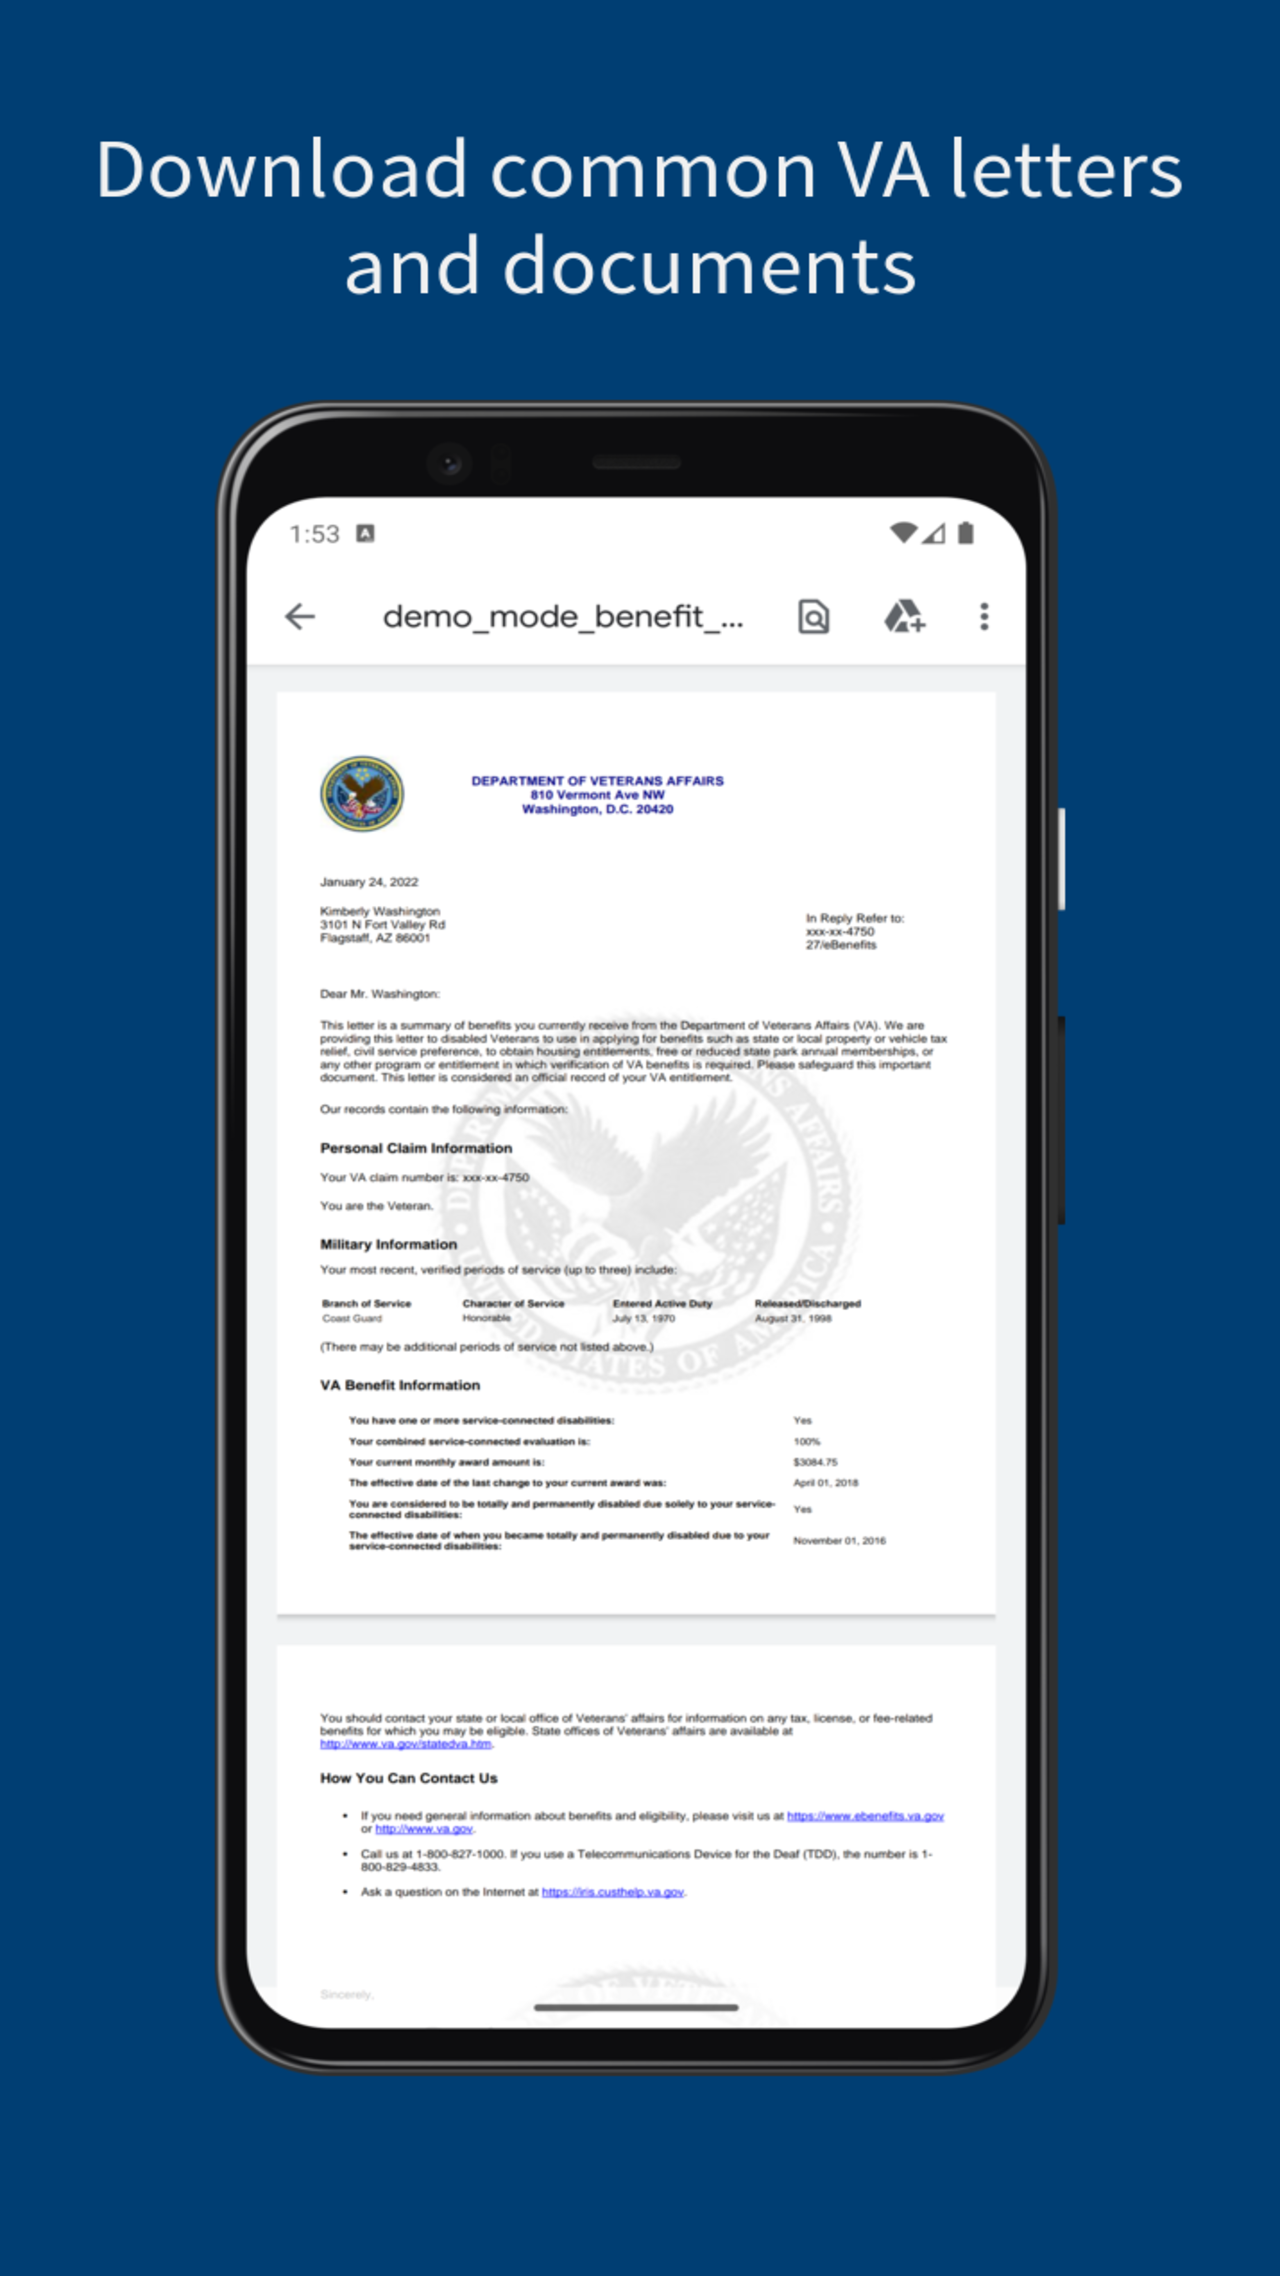 Download common VA letters
and documents
1:53
demo_mode_benefit_...
DEPARTMENT OF VETERANS AFFAIRS
810 Vermont Ave NW
Washington, D.C. 20420
January 24, 2022
Kimberly Washington
3101 N Fort Valley Rd
Flagstaff, AZ 86001
In Reply Refer to:
xxx-xx-4750
27/eBenefits
Dear Mr. Washington:
This letter is a summary of benefits you currently receive from the Department of Veterans Affairs (VA). We are
providing this letter to disabled Veterans to use in applying for benefits such as state or local property or vehicle tax
relief, civil service preference, to obtain housing entitlements, free or reduced state park annual memberships, or
any other program or entitlement in which verification of VA benefits is required. Please safeguard this important
document. This letter is considered an official record of your VA entitlement.
Our records contain the following information:
Personal Claim Information
Your VA claim number is: xxx-xx-4750
You are the Veteran.
Military Information
Your most recent, verified periods of service (up to three) include:
Branch of Service Character of Service Entered Active Duty Released/Discharged
Coast Guard Honorable July 13, 1970 August 31, 1998
(There may be additional periods of service not listed above.)
VA Benefit Information
You have one or more service-connected disabilities: Yes
Your combined service-connected evaluation is: 100%
Your current monthly award amount is: $3084.75
The effective date of the last change to your current award was: April 01, 2018
You are considered to be totally and permanently disabled due solely to your service-
connected disabilities: Yes
The effective date of when you became totally and permanently disabled due to your
service-connected disabilities: November 01, 2016
You should contact your state or local office of Veterans' affairs for information on any tax, license, or fee-related
benefits for which you may be eligible. State offices of Veterans' affairs are available at
http://www.va.gov/statedva.htm.
How You Can Contact Us
• If you need general information about benefits and eligibility, please visit us at https://www.ebenefits.va.gov
or http://www.va.gov.
• Call us at 1-800-827-1000. If you use a Telecommunications Device for the Deaf (TDD), the number is 1-
800-829-4833.
• Ask a question on the Internet at https://iris.custhelp.va.gov.
Sincerely,